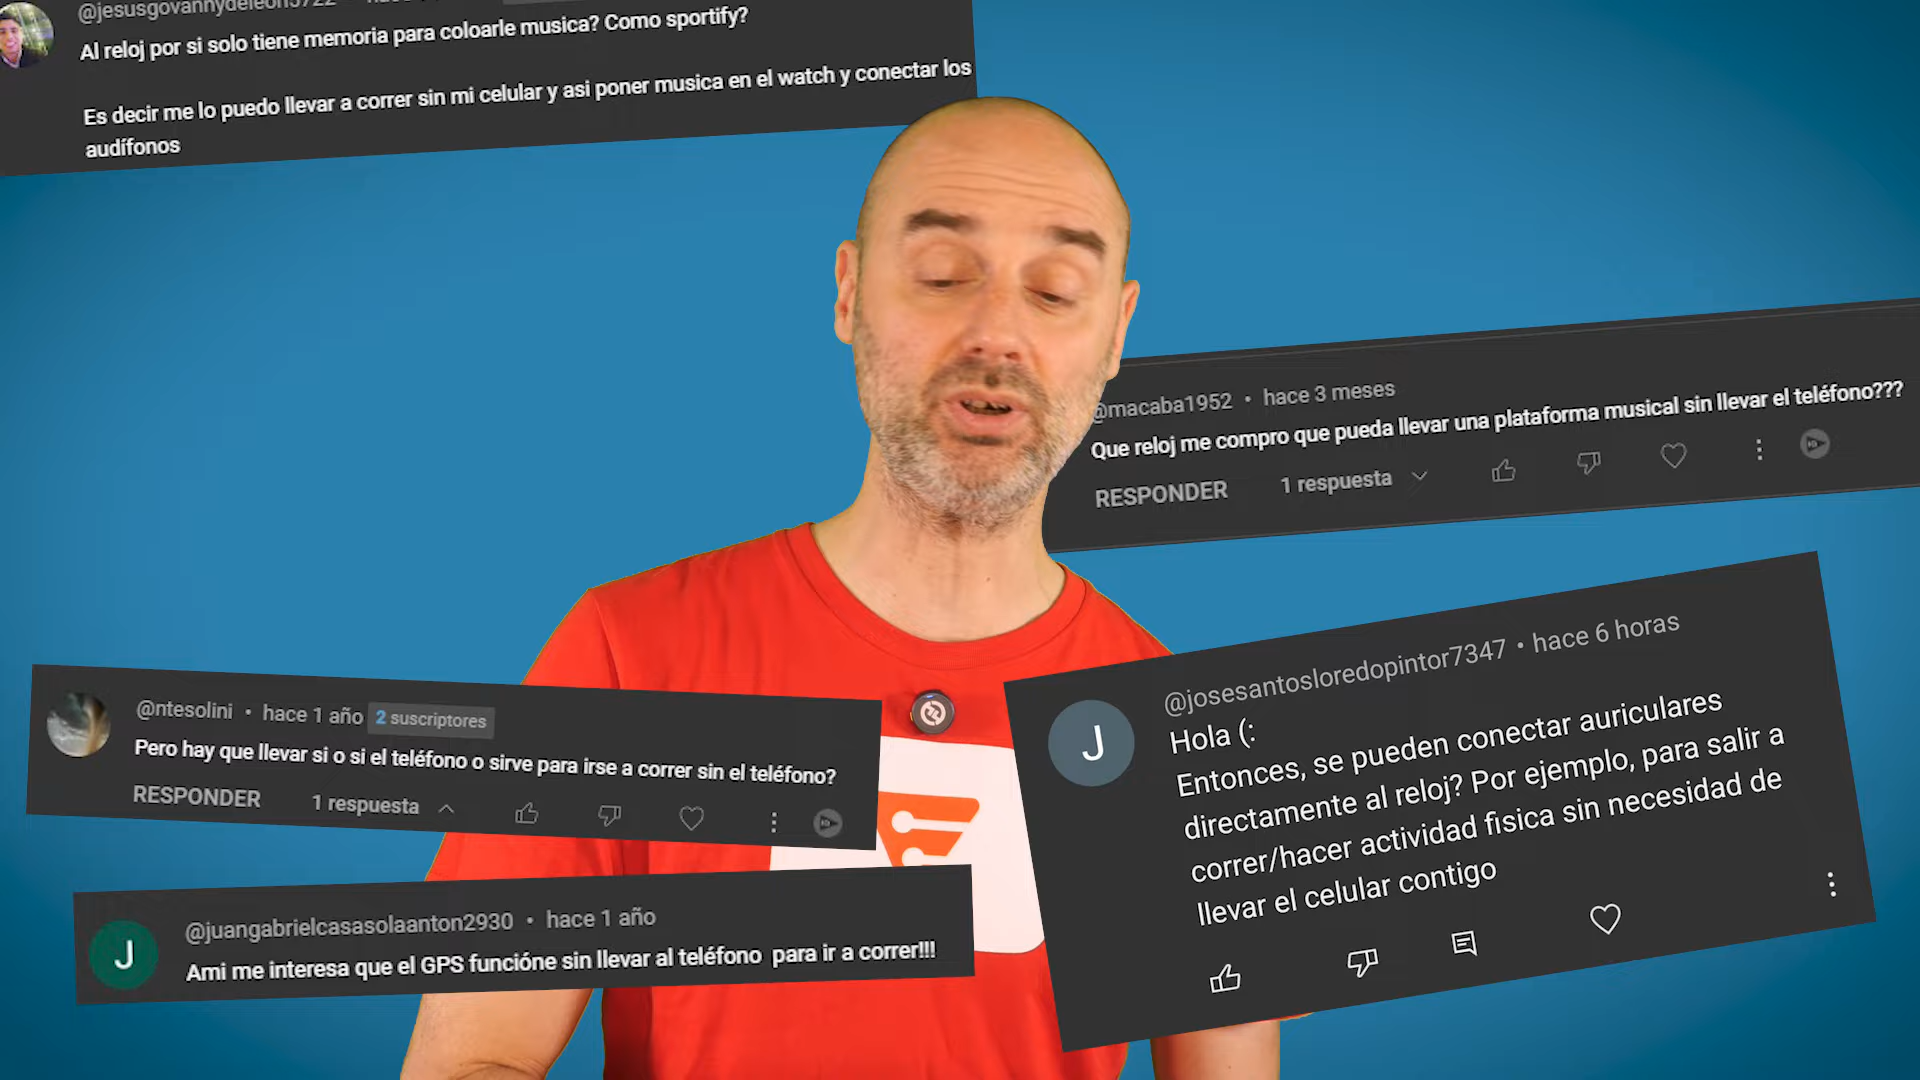 @jesusgovannydeleon5722
Al reloj por si solo tiene memoria para coloarle musica? Como sportify?
Es decir me lo puedo llevar a correr sin mi celular y asi poner musica en el watch y conectar los
audífonos
@macaba1952 • hace 3 meses
Que reloj me compro que pueda llevar una plataforma musical sin llevar el teléfono???
RESPONDER 1 respuesta
@ntesolini • hace 1 año 2 suscriptores
Pero hay que llevar si o si el teléfono o sirve para irse a correr sin el teléfono?
RESPONDER 1 respuesta
J
@josesantosloredopintor7347 • hace 6 horas
Hola (:
Entonces, se pueden conectar auriculares
directamente al reloj? Por ejemplo, para salir a
correr/hacer actividad fisica sin necesidad de
llevar el celular contigo
J
@juangabrielcasasolaanton2930 • hace 1 año
Ami me interesa que el GPS funcióne sin llevar al teléfono para ir a correr!!!